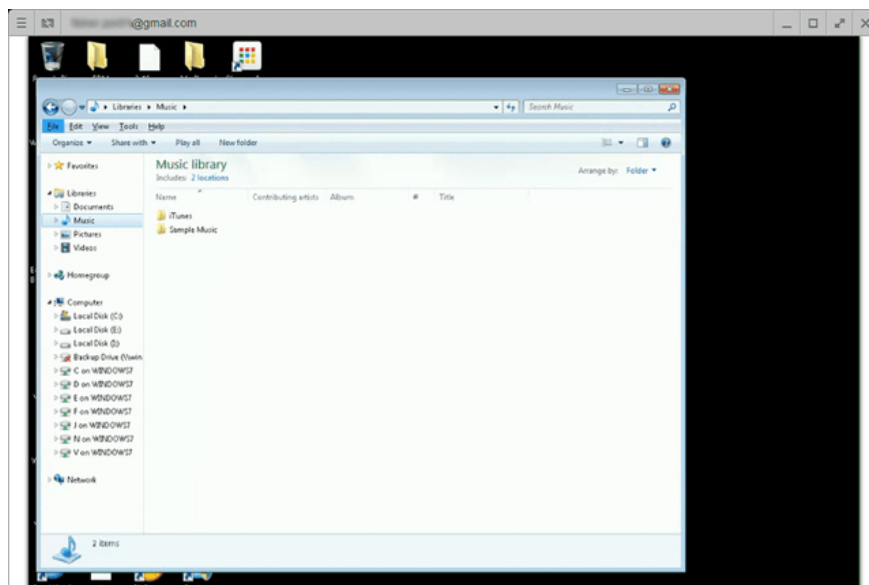 @gmail.com
Libraries
Music
Search Music
File Edit View Tools Help
Organize Share with Play all New folder
Favorites
Libraries
Documents
Music
Pictures
Videos
Homegroup
Computer
Local Disk (C:)
Local Disk (E:)
Local Disk (J:)
Backup Drive
C on WINDOWS7
D on WINDOWS7
E on WINDOWS7
F on WINDOWS7
J on WINDOWS7
N on WINDOWS7
V on WINDOWS7
Network
Music library
Includes: 2 locations
Arrange by: Folder
Name Contributing artists Album # Title
iTunes
Sample Music
2 items